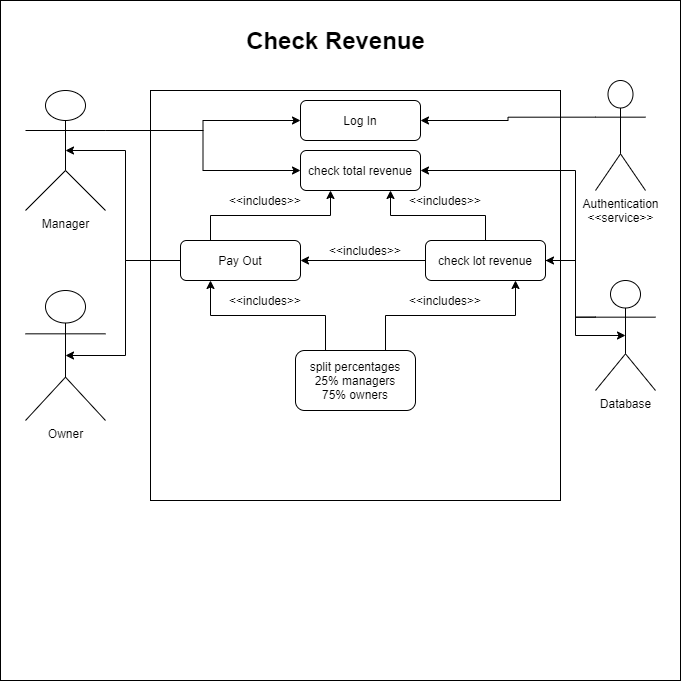 Check Revenue
Log In
check total revenue
Manager
Authentication
<<service>>
<<includes>>
<<includes>>
Pay Out
<<includes>>
check lot revenue
<<includes>>
<<includes>>
split percentages
25% managers
75% owners
Owner
Database